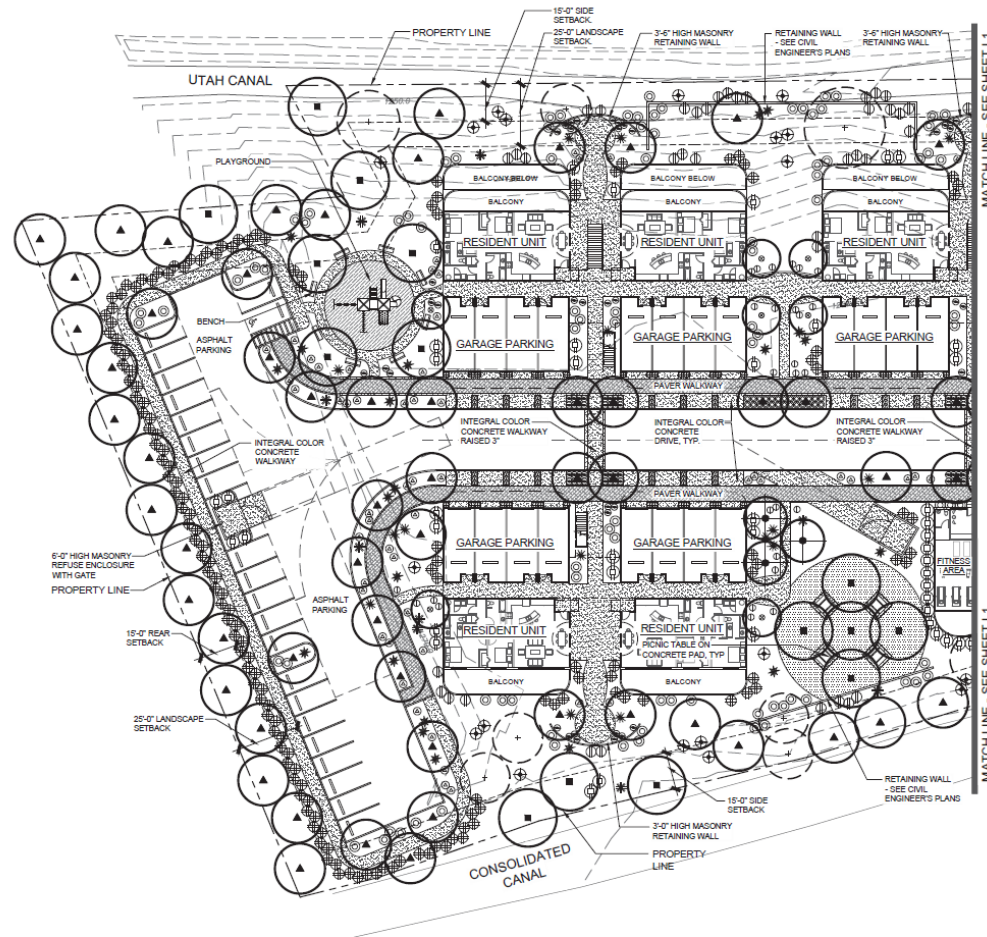 15'-0" SIDE
SETBACK.
PROPERTY LINE
25'-0" LANDSCAPE
SETBACK.
3'-6" HIGH MASONRY
RETAINING WALL
RETAINING WALL
- SEE CIVIL
ENGINEER'S PLANS
3'-6" HIGH MASONRY
RETAINING WALL
MATCH LINE - SEE SHEET L1
UTAH CANAL
PLAYGROUND
BALCONY BELOW
BALCONY BELOW
BALCONY BELOW
BALCONY
BALCONY
BALCONY
RESIDENT UNIT
RESIDENT UNIT
RESIDENT UNIT
BENCH
ASPHALT
PARKING
GARAGE PARKING
GARAGE PARKING
GARAGE PARKING
PAVER WALKWAY
INTEGRAL COLOR
CONCRETE
WALKWAY
INTEGRAL COLOR
CONCRETE WALKWAY
RAISED 3"
INTEGRAL COLOR
CONCRETE
DRIVE, TYP.
INTEGRAL COLOR
CONCRETE WALKWAY
RAISED 3"
PAVER WALKWAY
GARAGE PARKING
GARAGE PARKING
6'-0" HIGH MASONRY
REFUSE ENCLOSURE
WITH GATE
PROPERTY LINE
FITNESS
AREA
ASPHALT
PARKING
RESIDENT UNIT
RESIDENT UNIT
PICNIC TABLE ON
CONCRETE PAD, TYP
15'-0" REAR
SETBACK
BALCONY
BALCONY
25'-0" LANDSCAPE
SETBACK
MATCH LINE - SEE SHEET L1
RETAINING WALL
- SEE CIVIL
ENGINEER'S PLANS
15'-0" SIDE
SETBACK
3'-0" HIGH MASONRY
RETAINING WALL
PROPERTY
LINE
CONSOLIDATED
CANAL